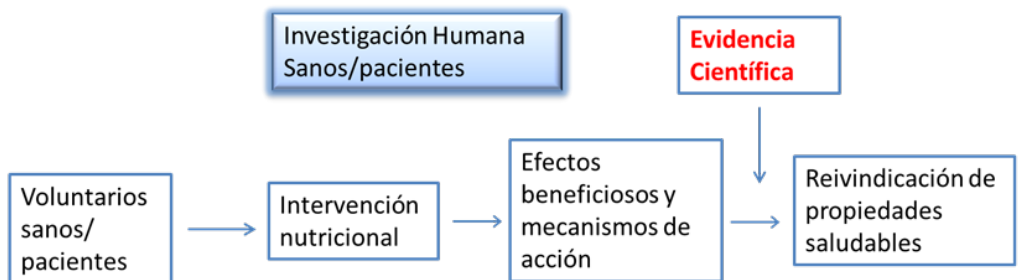 Investigación Humana
Sanos/pacientes
Evidencia
Científica
Voluntarios
sanos/
pacientes
Intervención
nutricional
Efectos
beneficiosos y
mecanismos de
acción
Reivindicación de
propiedades
saludables